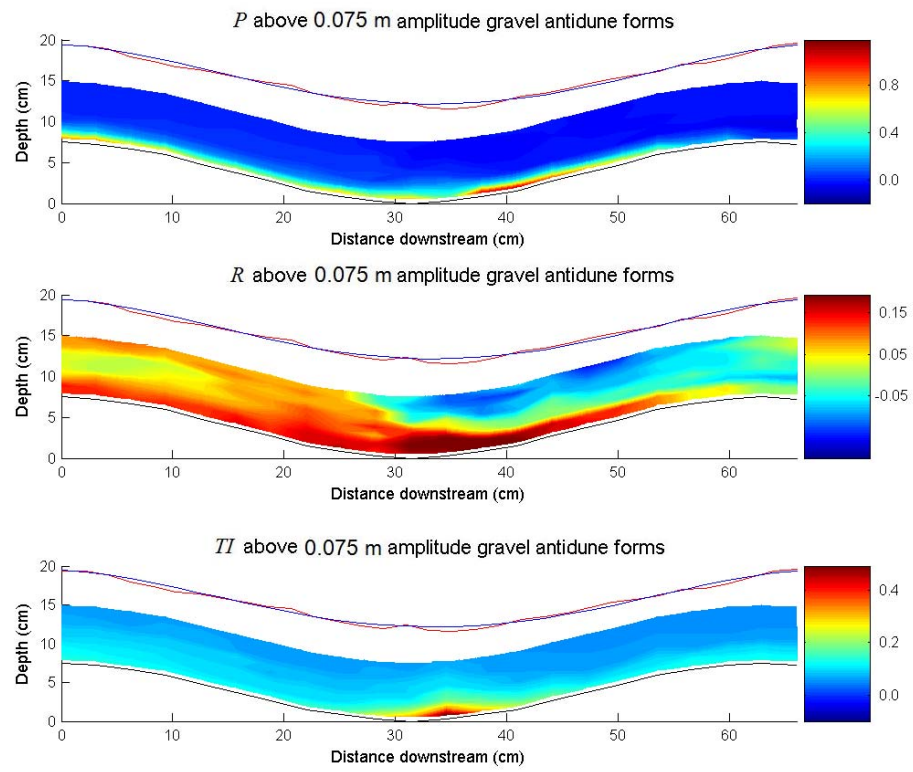 P above 0.075 m amplitude gravel antidune forms
20
15
10
5
0
Depth (cm)
0 10 20 30 40 50 60
Distance downstream (cm)
0.8
0.4
0.0
R above 0.075 m amplitude gravel antidune forms
20
15
10
5
0
Depth (cm)
0 10 20 30 40 50 60
Distance downstream (cm)
0.15
0.05
-0.05
TI above 0.075 m amplitude gravel antidune forms
20
15
10
5
0
Depth (cm)
0 10 20 30 40 50 60
Distance downstream (cm)
0.4
0.2
0.0